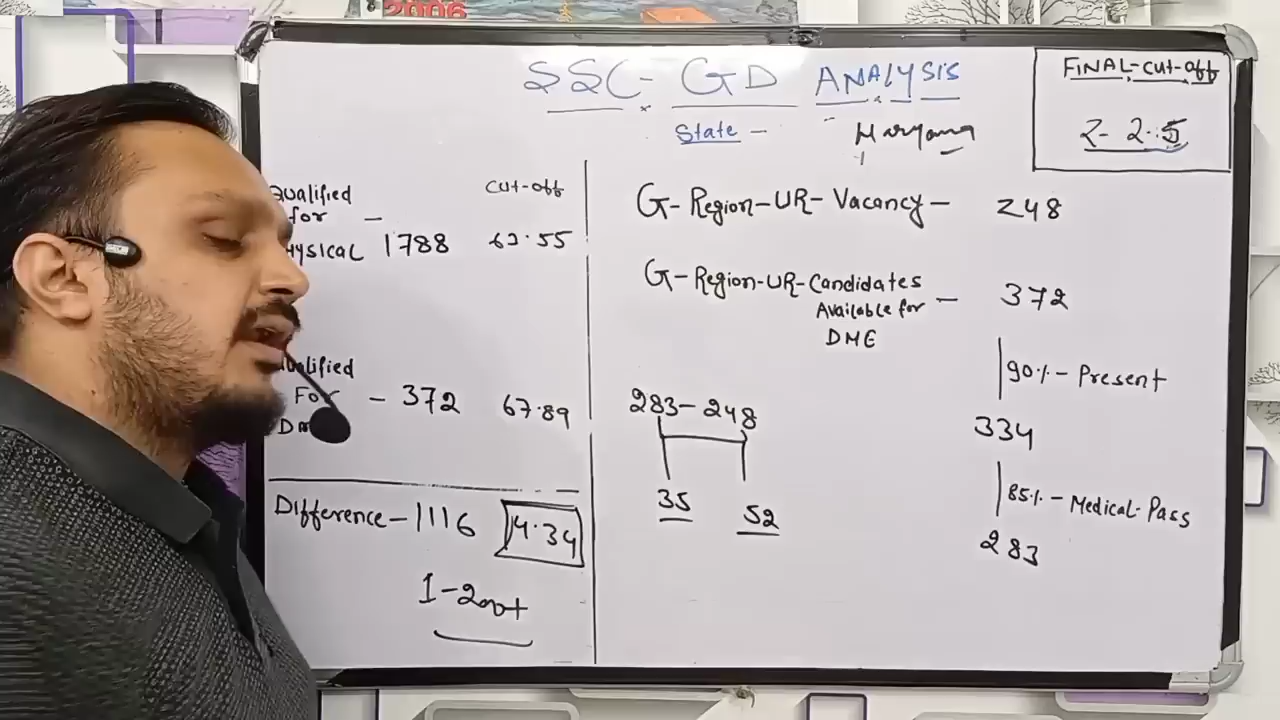 2006
SSC- GD ANALYSIS
State - Haryana
FINAL-Cut-off
2- 2.5
Qualified for Physical - 1788
Cut-off
63.55
Qualified For - 372 67.89
Difference - 1116 4.34
1-2
G-Region-UR-Vacancy - 248
G-Region-UR-Candidates
Available for - 372
DME
90%- Present
334
85%- Medical-Pass
283
283-248
35 52